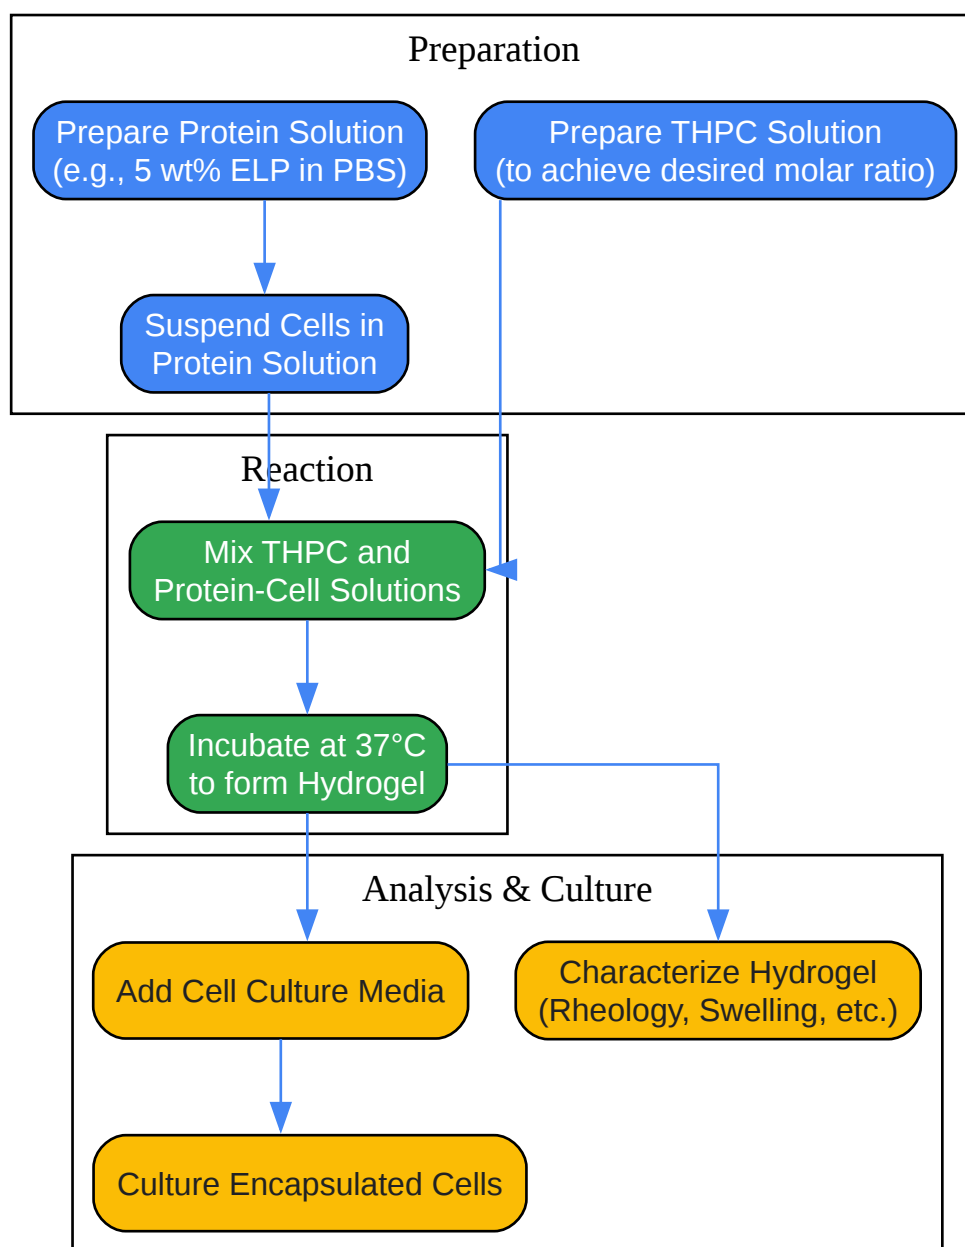 Preparation
Prepare Protein Solution
(e.g., 5 wt% ELP in PBS)
Prepare THPC Solution
(to achieve desired molar ratio)
Suspend Cells in
Protein Solution
Reaction
Mix THPC and
Protein-Cell Solutions
Incubate at 37°C
to form Hydrogel
Analysis & Culture
Add Cell Culture Media
Characterize Hydrogel
(Rheology, Swelling, etc.)
Culture Encapsulated Cells